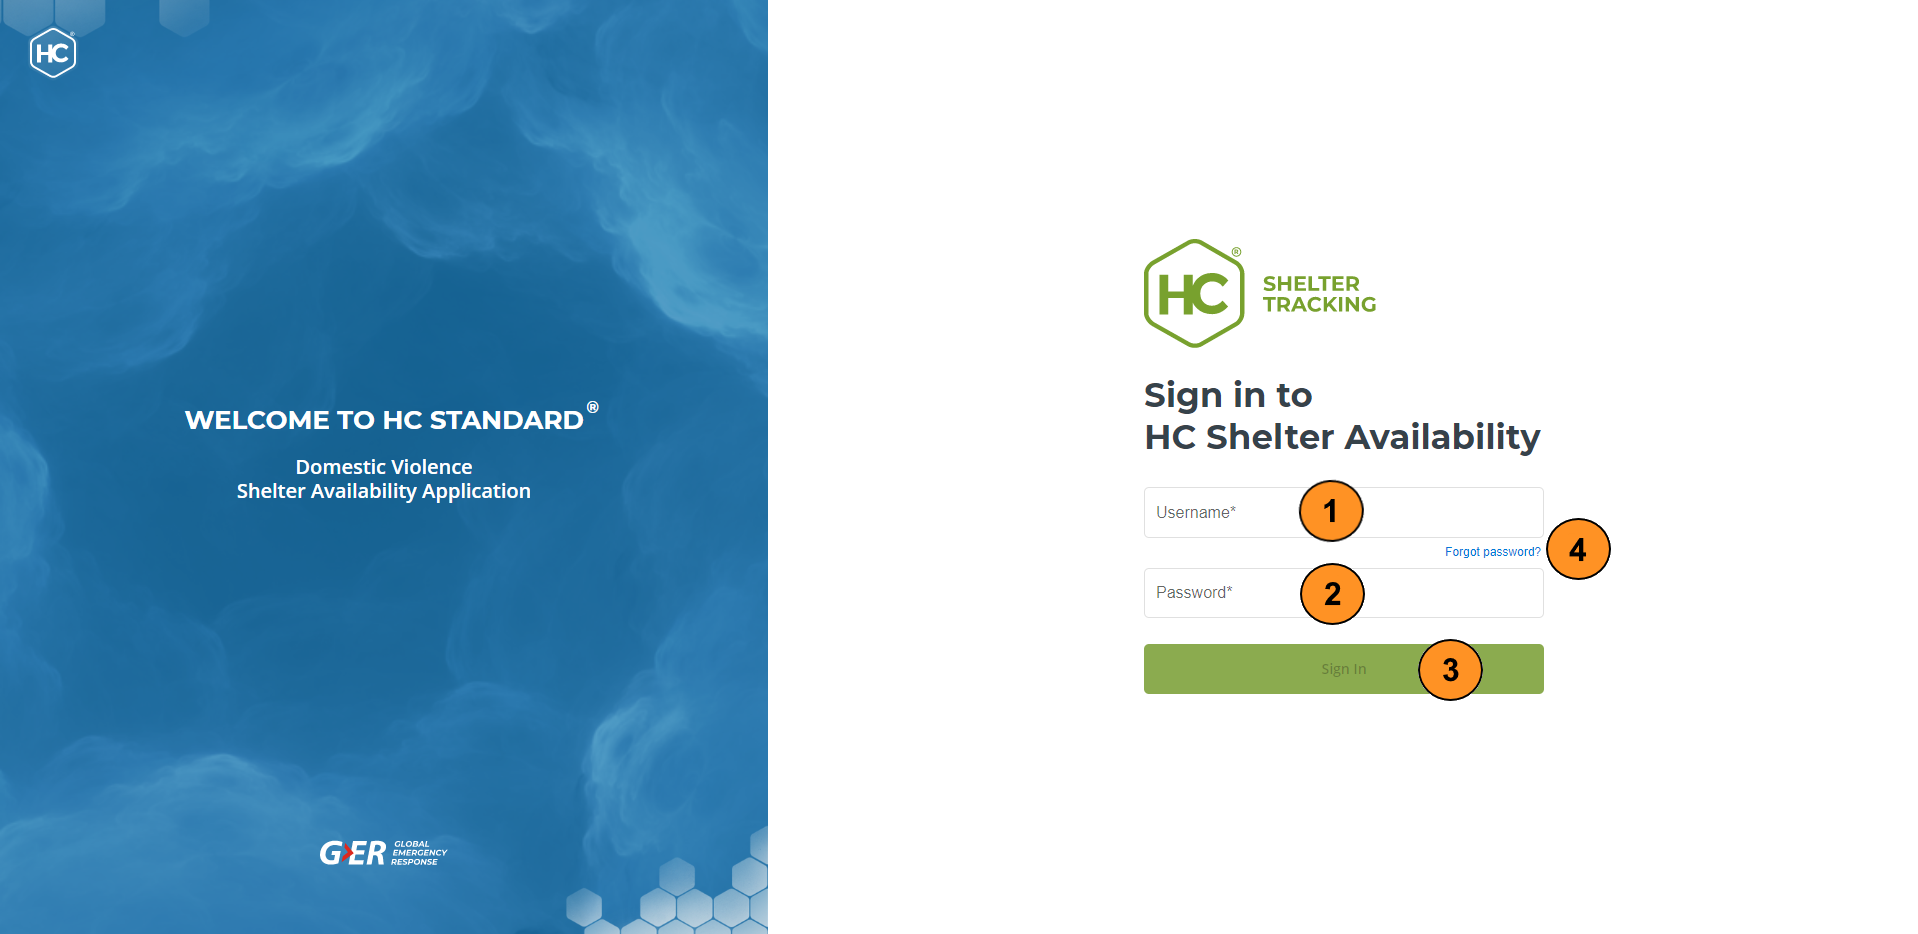 HC®
WELCOME TO HC STANDARD®
Domestic Violence
Shelter Availability Application
G>ER GLOBAL
EMERGENCY
RESPONSE
HC®
SHELTER
TRACKING
Sign in to
HC Shelter Availability
Username*
1
Forgot password?
4
Password*
2
Sign In
3